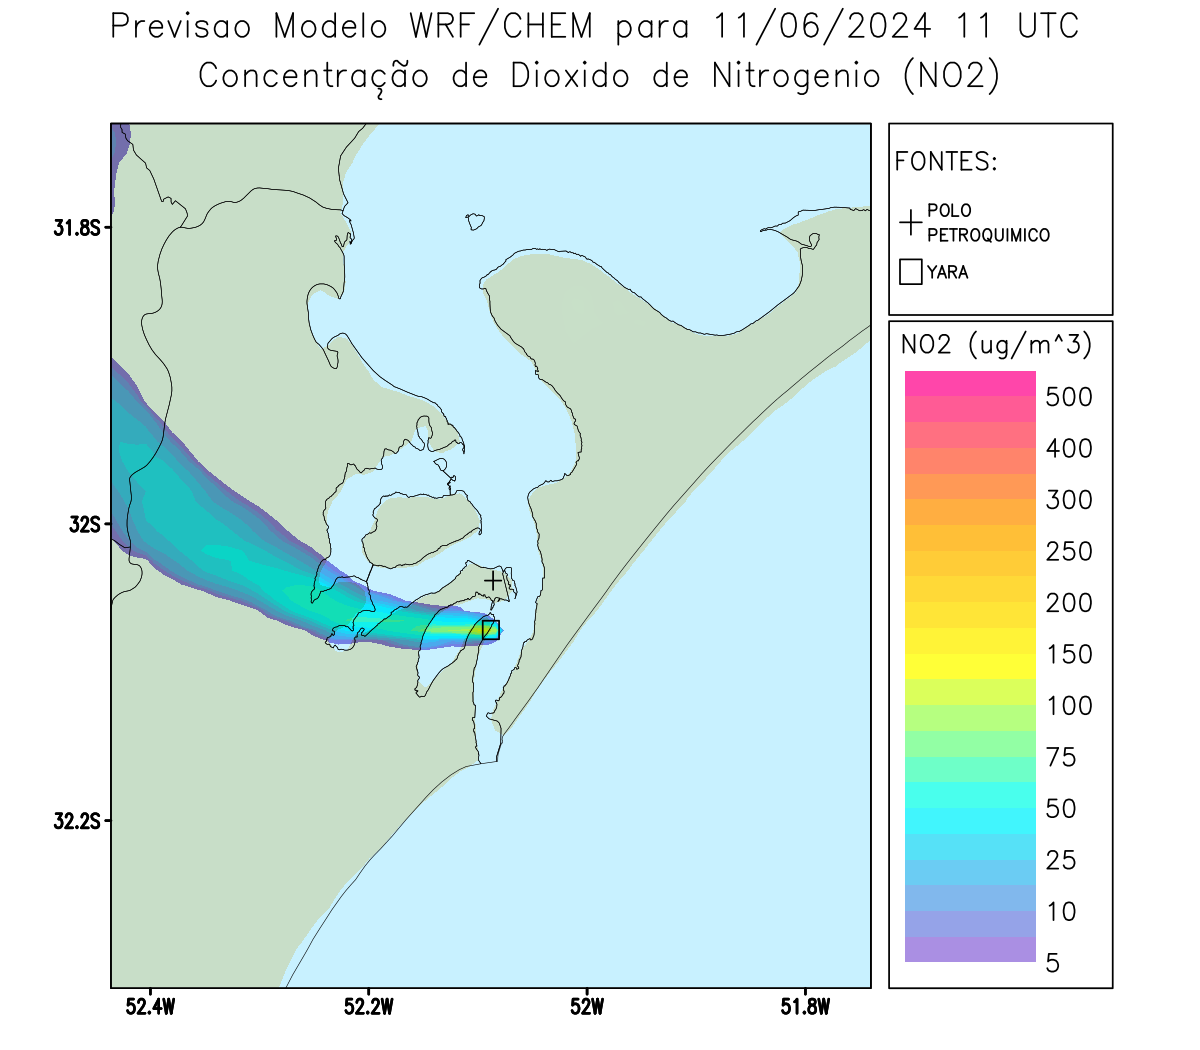 Previsao Modelo WRF/CHEM para 11/06/2024 11 UTC
Concentração de Dioxido de Nitrogenio (NO2)
FONTES:
POLO
PETROQUIMICO
YARA
NO2 (ug/m^3)
500
400
300
250
200
150
100
75
50
25
10
5
31.8S
32S
32.2S
52.4W
52.2W
52W
51.8W